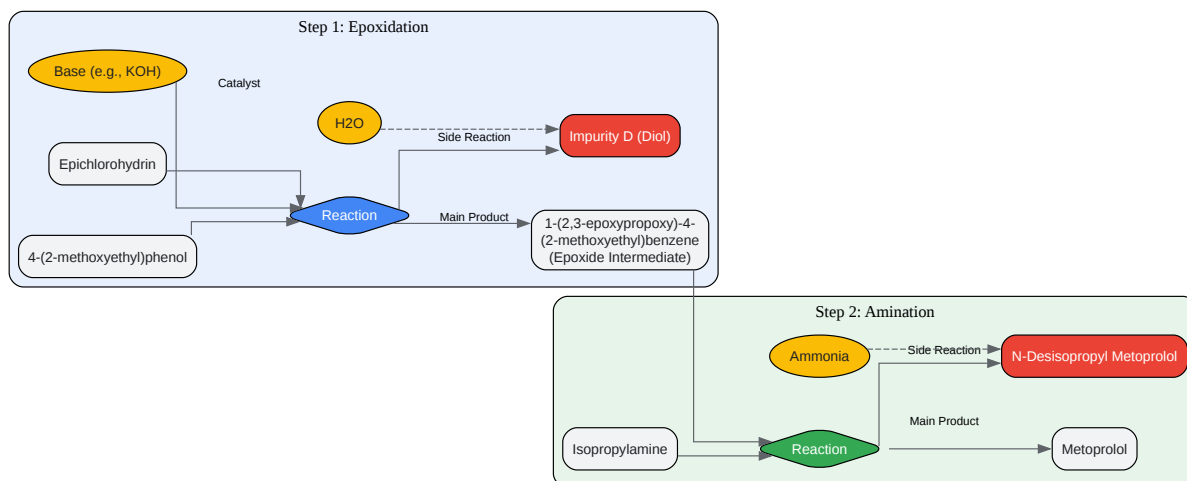 Step 1: Epoxidation
Base (e.g., KOH)
Catalyst
H2O
Side Reaction
Impurity D (Diol)
Epichlorohydrin
Reaction
Main Product
1-(2,3-epoxypropoxy)-4-
(2-methoxyethyl)benzene
(Epoxide Intermediate)
4-(2-methoxyethyl)phenol
Step 2: Amination
Ammonia
Side Reaction
N-Desisopropyl Metoprolol
Isopropylamine
Reaction
Main Product
Metoprolol